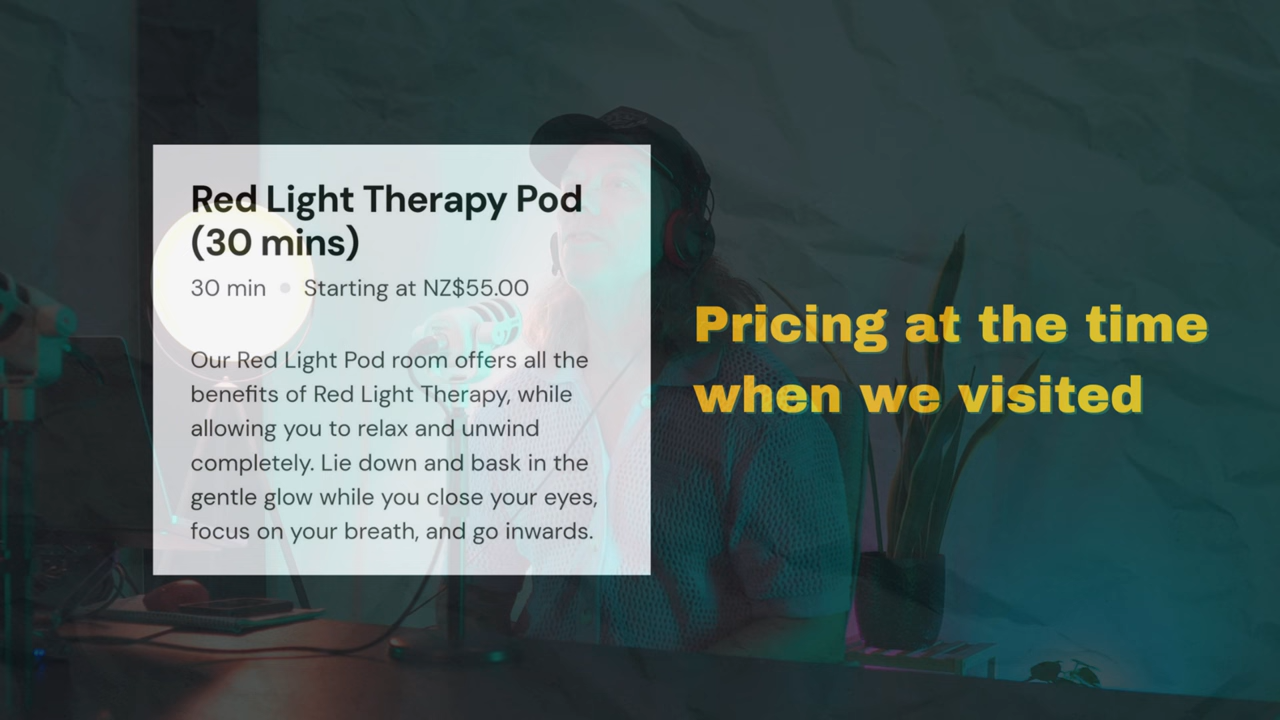 Red Light Therapy Pod
(30 mins)
30 min • Starting at NZ$55.00
Our Red Light Pod room offers all the
benefits of Red Light Therapy, while
allowing you to relax and unwind
completely. Lie down and bask in the
gentle glow while you close your eyes,
focus on your breath, and go inwards.
Pricing at the time
when we visited